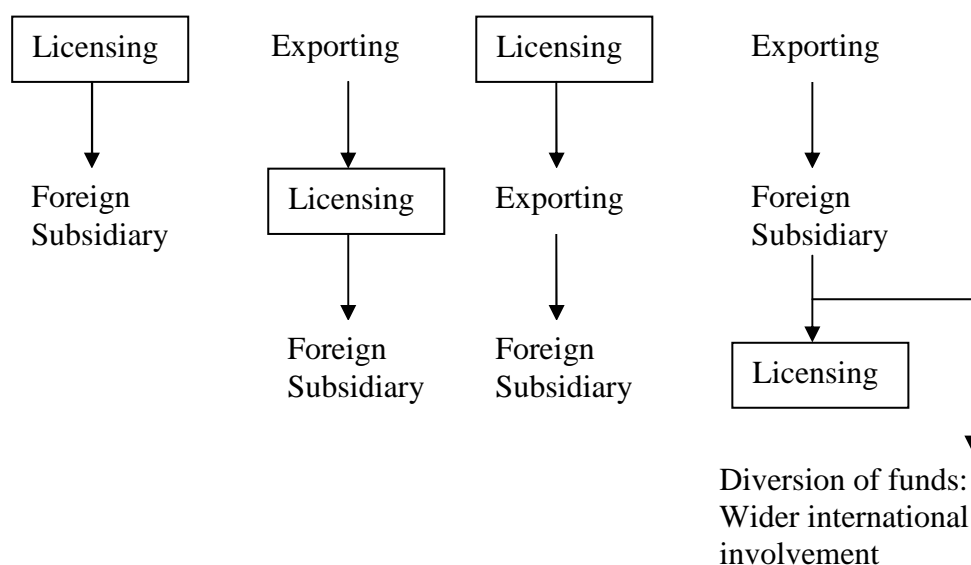 Licensing
Exporting
Licensing
Exporting
Foreign
Subsidiary
Licensing
Exporting
Foreign
Subsidiary
Foreign
Subsidiary
Foreign
Subsidiary
Licensing
Diversion of funds:
Wider international
involvement